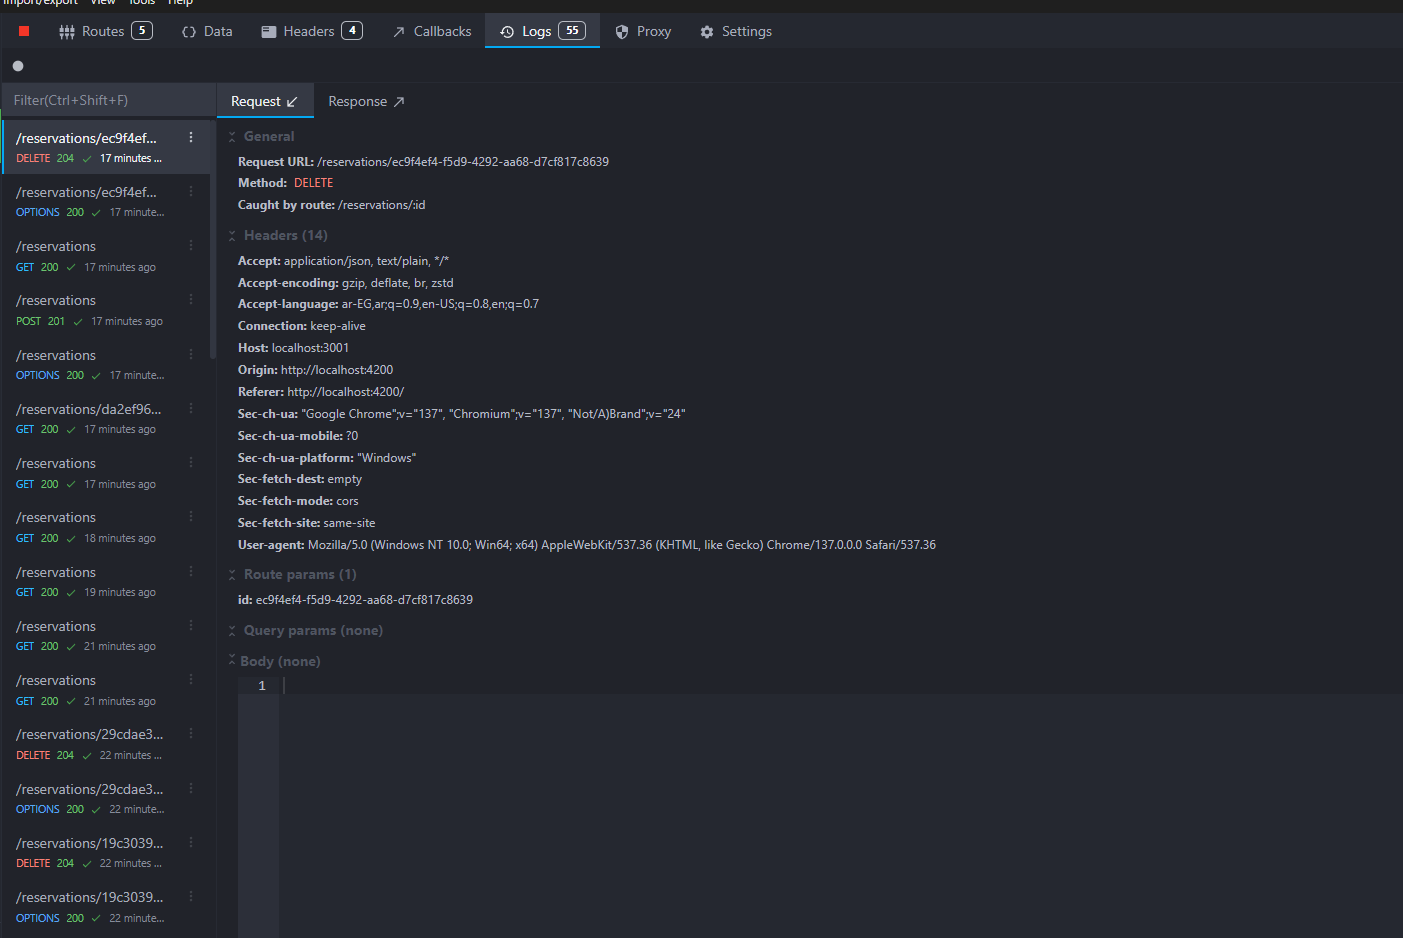 Import/export View Tools Help
Routes 5 Data Headers 4 Callbacks Logs 55 Proxy Settings
Filter(Ctrl+Shift+F)
/reservations/ec9f4ef...
DELETE 204 17 minutes ...
/reservations/ec9f4ef...
OPTIONS 200 17 minute...
/reservations
GET 200 17 minutes ago
/reservations
POST 201 17 minutes ago
/reservations
OPTIONS 200 17 minute...
/reservations/da2ef96...
GET 200 17 minutes ago
/reservations
GET 200 17 minutes ago
/reservations
GET 200 18 minutes ago
/reservations
GET 200 19 minutes ago
/reservations
GET 200 21 minutes ago
/reservations
GET 200 21 minutes ago
/reservations/29cdae3...
DELETE 204 22 minutes ...
/reservations/29cdae3...
OPTIONS 200 22 minute...
/reservations/19c3039...
DELETE 204 22 minutes ...
/reservations/19c3039...
OPTIONS 200 22 minute...
Request Response
General
Request URL: /reservations/ec9f4ef4-f5d9-4292-aa68-d7cf817c8639
Method: DELETE
Caught by route: /reservations/:id
Headers (14)
Accept: application/json, text/plain, */*
Accept-encoding: gzip, deflate, br, zstd
Accept-language: ar-EG,ar;q=0.9,en-US;q=0.8,en;q=0.7
Connection: keep-alive
Host: localhost:3001
Origin: http://localhost:4200
Referer: http://localhost:4200/
Sec-ch-ua: "Google Chrome";v="137", "Chromium";v="137", "Not/A)Brand";v="24"
Sec-ch-ua-mobile: ?0
Sec-ch-ua-platform: "Windows"
Sec-fetch-dest: empty
Sec-fetch-mode: cors
Sec-fetch-site: same-site
User-agent: Mozilla/5.0 (Windows NT 10.0; Win64; x64) AppleWebKit/537.36 (KHTML, like Gecko) Chrome/137.0.0.0 Safari/537.36
Route params (1)
id: ec9f4ef4-f5d9-4292-aa68-d7cf817c8639
Query params (none)
Body (none)
1